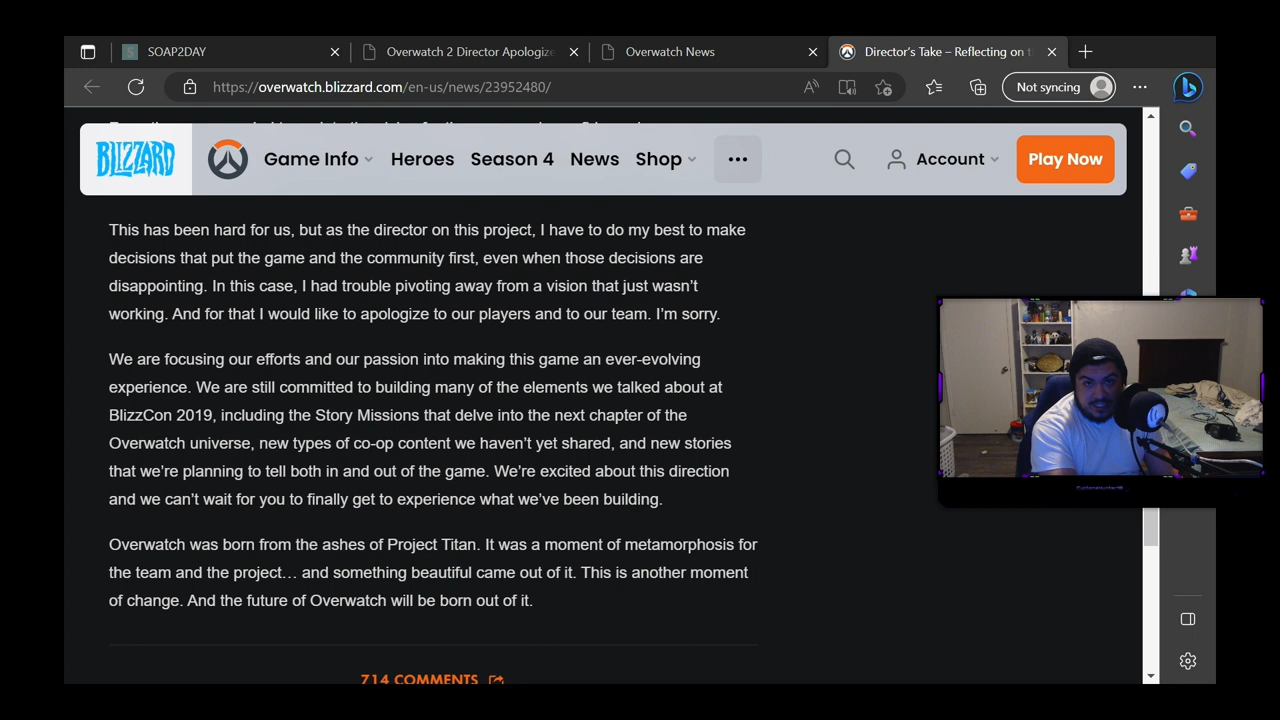 SOAP2DAY
Overwatch 2 Director Apologize
Overwatch News
Director's Take – Reflecting on t
https://overwatch.blizzard.com/en-us/news/23952480/
Not syncing
BLIZZARD
Game Info
Heroes
Season 4
News
Shop
Account
Play Now
This has been hard for us, but as the director on this project, I have to do my best to make
decisions that put the game and the community first, even when those decisions are
disappointing. In this case, I had trouble pivoting away from a vision that just wasn't
working. And for that I would like to apologize to our players and to our team. I'm sorry.
We are focusing our efforts and our passion into making this game an ever-evolving
experience. We are still committed to building many of the elements we talked about at
BlizzCon 2019, including the Story Missions that delve into the next chapter of the
Overwatch universe, new types of co-op content we haven't yet shared, and new stories
that we're planning to tell both in and out of the game. We're excited about this direction
and we can't wait for you to finally get to experience what we've been building.
Overwatch was born from the ashes of Project Titan. It was a moment of metamorphosis for
the team and the project… and something beautiful came out of it. This is another moment
of change. And the future of Overwatch will be born out of it.
714 COMMENTS